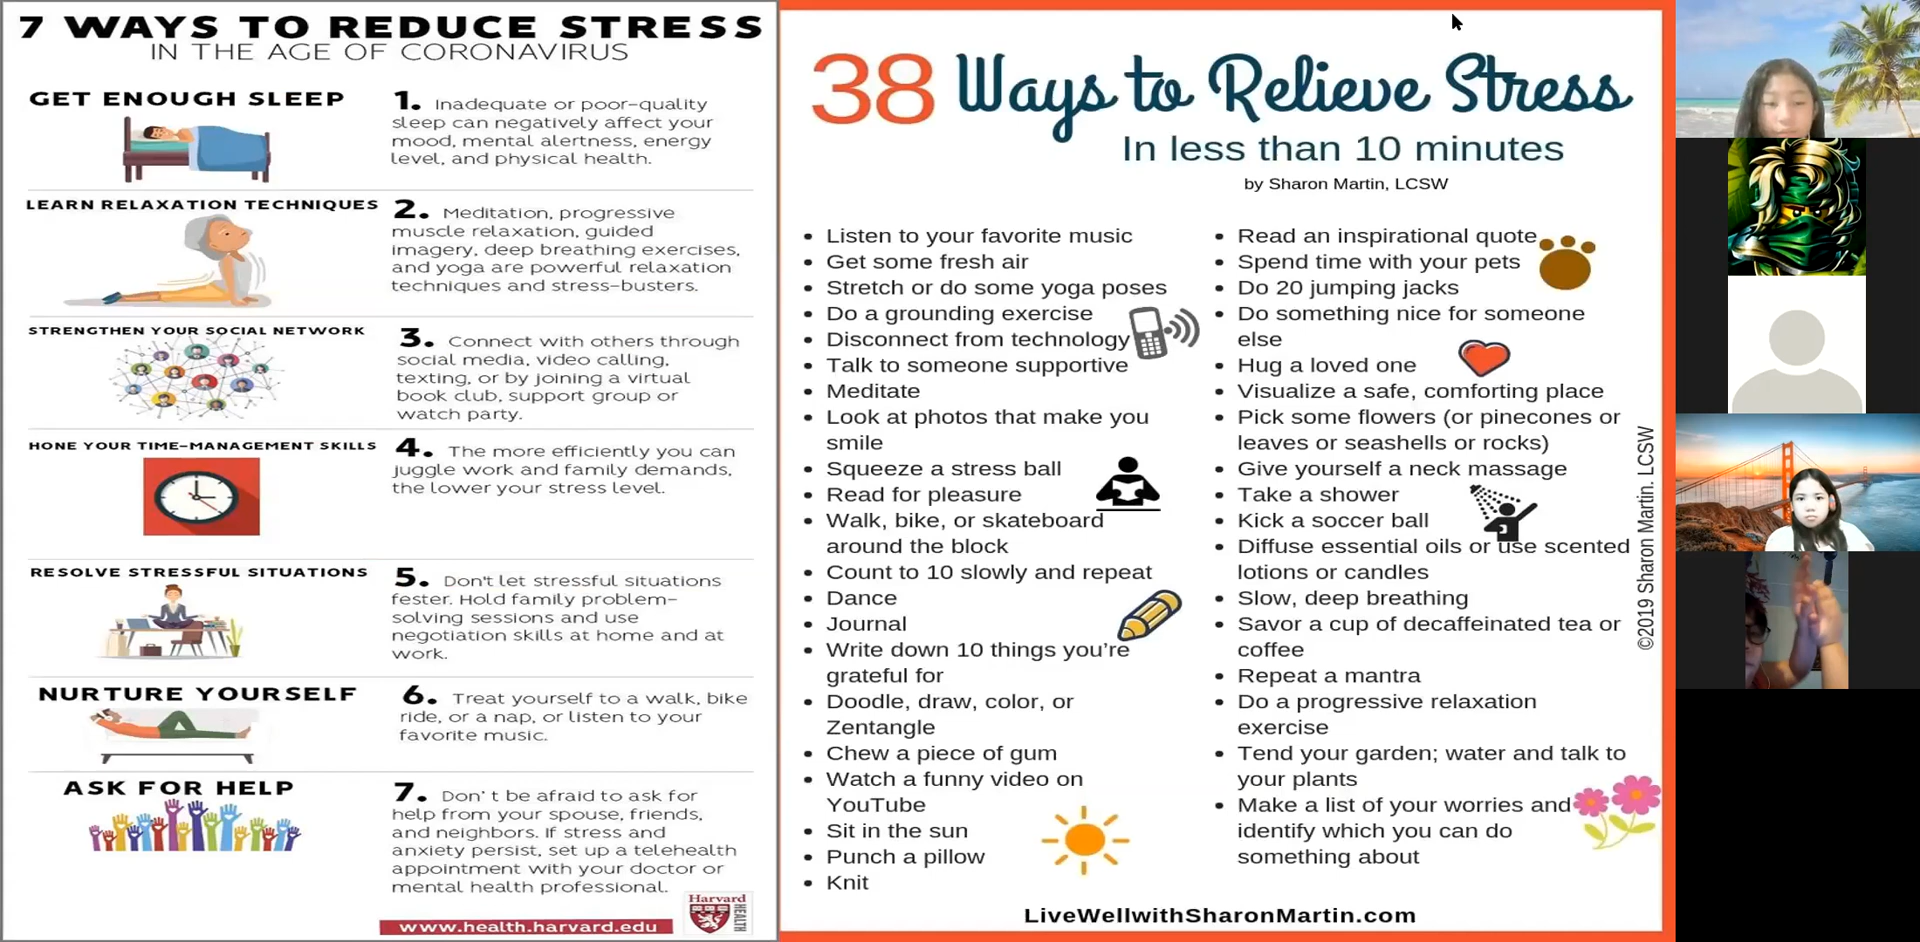 7 WAYS TO REDUCE STRESS
IN THE AGE OF CORONAVIRUS
GET ENOUGH SLEEP
1. Inadequate or poor-quality
sleep can negatively affect your
mood, mental alertness, energy
level, and physical health.
LEARN RELAXATION TECHNIQUES
2. Meditation, progressive
muscle relaxation, guided
imagery, deep breathing exercises,
and yoga are powerful relaxation
techniques and stress-busters.
STRENGTHEN YOUR SOCIAL NETWORK
3. Connect with others through
social media, video calling,
texting, or by joining a virtual
book club, support group or
watch party.
HONE YOUR TIME-MANAGEMENT SKILLS
4. The more efficiently you can
juggle work and family demands,
the lower your stress level.
RESOLVE STRESSFUL SITUATIONS
5. Don't let stressful situations
fester. Hold family problem-
solving sessions and use
negotiation skills at home and at
work.
NURTURE YOURSELF
6. Treat yourself to a walk, bike
ride, or a nap, or listen to your
favorite music.
ASK FOR HELP
7. Don't be afraid to ask for
help from your spouse, friends,
and neighbors. If stress and
anxiety persist, set up a telehealth
appointment with your doctor or
mental health professional.
www.health.harvard.edu
Harvard
HEALTH
38 Ways to Relieve Stress
In less than 10 minutes
by Sharon Martin, LCSW
• Listen to your favorite music
• Get some fresh air
• Stretch or do some yoga poses
• Do a grounding exercise
• Disconnect from technology
• Talk to someone supportive
• Meditate
• Look at photos that make you
smile
• Squeeze a stress ball
• Read for pleasure
• Walk, bike, or skateboard
around the block
• Count to 10 slowly and repeat
• Dance
• Journal
• Write down 10 things you're
grateful for
• Doodle, draw, color, or
Zentangle
• Chew a piece of gum
• Watch a funny video on
YouTube
• Sit in the sun
• Punch a pillow
• Knit
• Read an inspirational quote
• Spend time with your pets
• Do 20 jumping jacks
• Do something nice for someone
else
• Hug a loved one
• Visualize a safe, comforting place
• Pick some flowers (or pinecones or
leaves or seashells or rocks)
• Give yourself a neck massage
• Take a shower
• Kick a soccer ball
• Diffuse essential oils or use scented
lotions or candles
• Slow, deep breathing
• Savor a cup of decaffeinated tea or
coffee
• Repeat a mantra
• Do a progressive relaxation
exercise
• Tend your garden; water and talk to
your plants
• Make a list of your worries and
identify which you can do
something about
©2019 Sharon Martin. LCSW
LiveWellwithSharonMartin.com